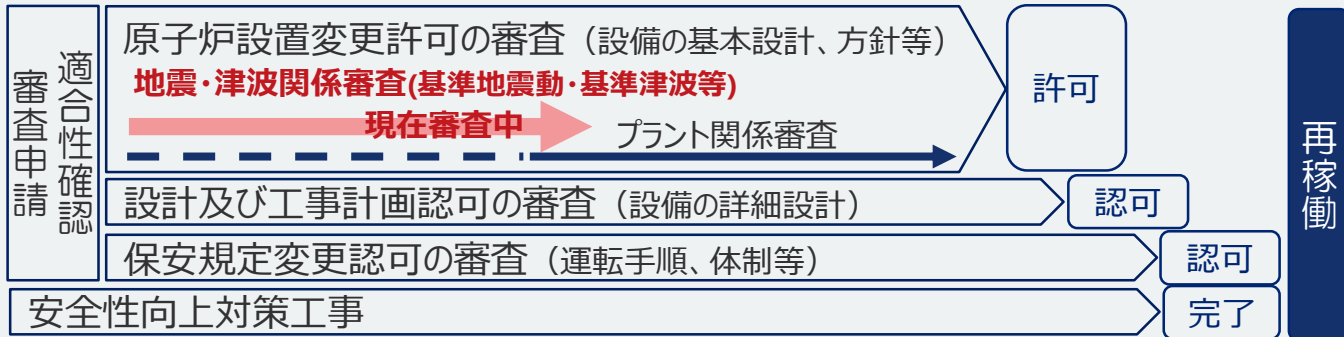 適合性確認
審査申請
原子炉設置変更許可の審査（設備の基本設計、方針等）
地震・津波関係審査(基準地震動・基準津波等)
現在審査中
プラント関係審査
許可
設計及び工事計画認可の審査（設備の詳細設計）
認可
保安規定変更認可の審査（運転手順、体制等）
認可
安全性向上対策工事
完了
再稼働